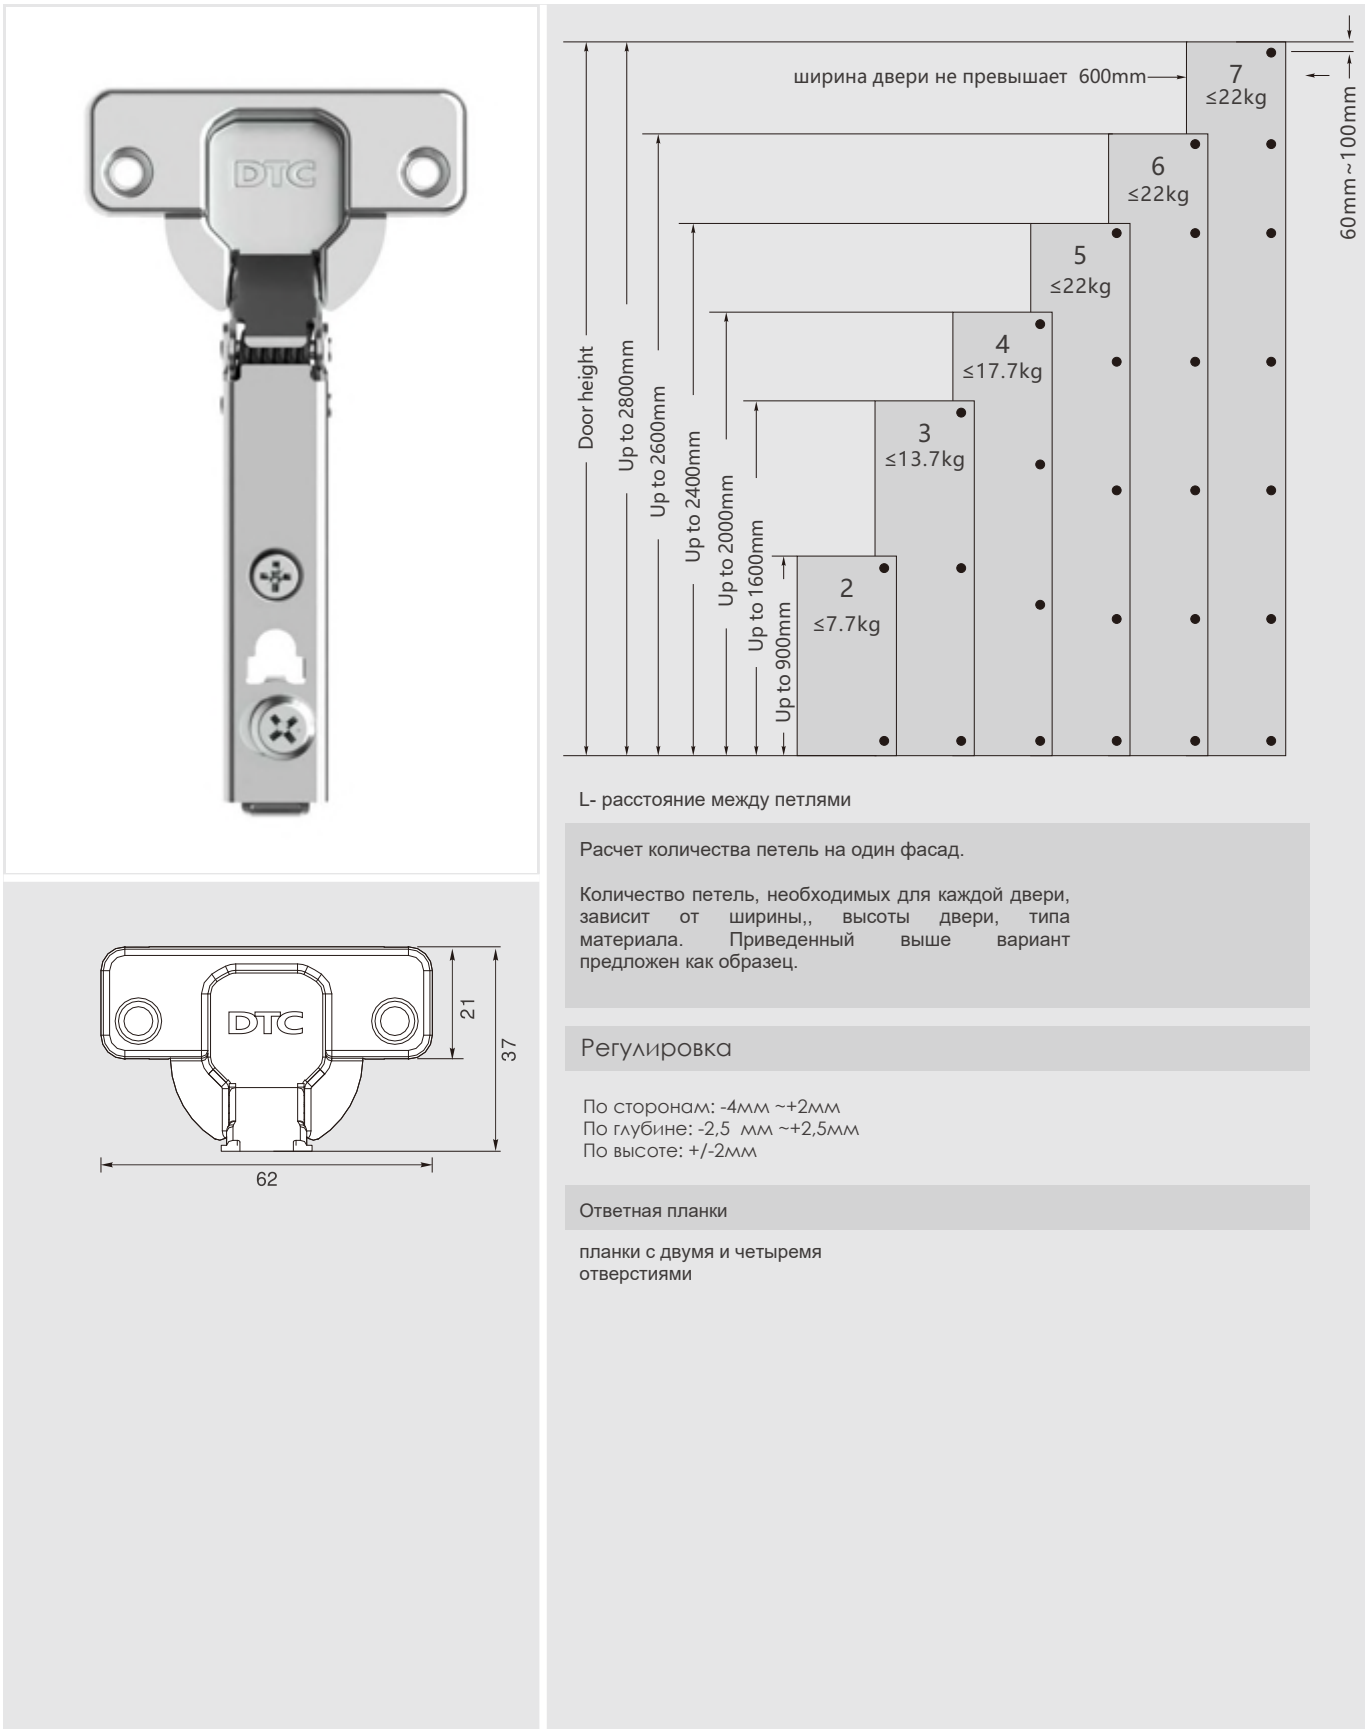 DTC
DTC
21
37
62
ширина двери не превышает 600mm
7
≤22kg
60mm~100mm
6
≤22kg
5
≤22kg
4
≤17.7kg
3
≤13.7kg
2
≤7.7kg
Door height
Up to 2800mm
Up to 2600mm
Up to 2400mm
Up to 2000mm
Up to 1600mm
Up to 900mm
L- расстояние между петлями
Расчет количества петель на один фасад.
Количество петель, необходимых для каждой двери,
зависит от ширины,, высоты двери, типа
материала. Приведенный выше вариант
предложен как образец.
Регулировка
По сторонам: -4мм ~+2мм
По глубине: -2,5 мм ~+2,5мм
По высоте: +/-2мм
Ответная планки
планки с двумя и четыремя
отверстиями